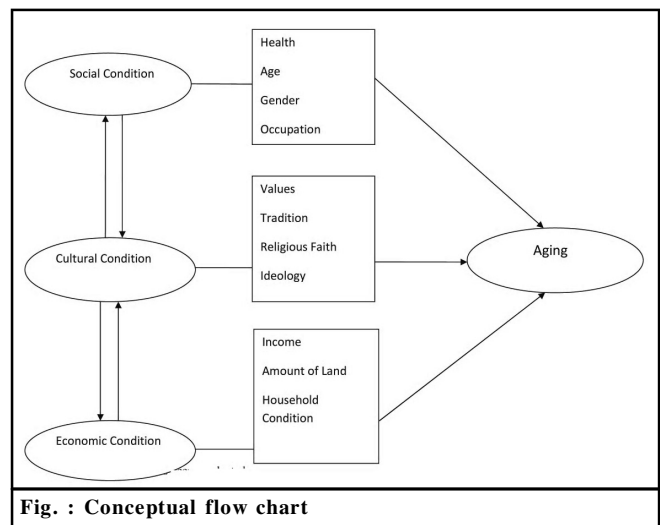 Social Condition
Health
Age
Gender
Occupation
Cultural Condition
Values
Tradition
Religious Faith
Ideology
Aging
Economic Condition
Income
Amount of Land
Household
Condition
Fig. : Conceptual flow chart